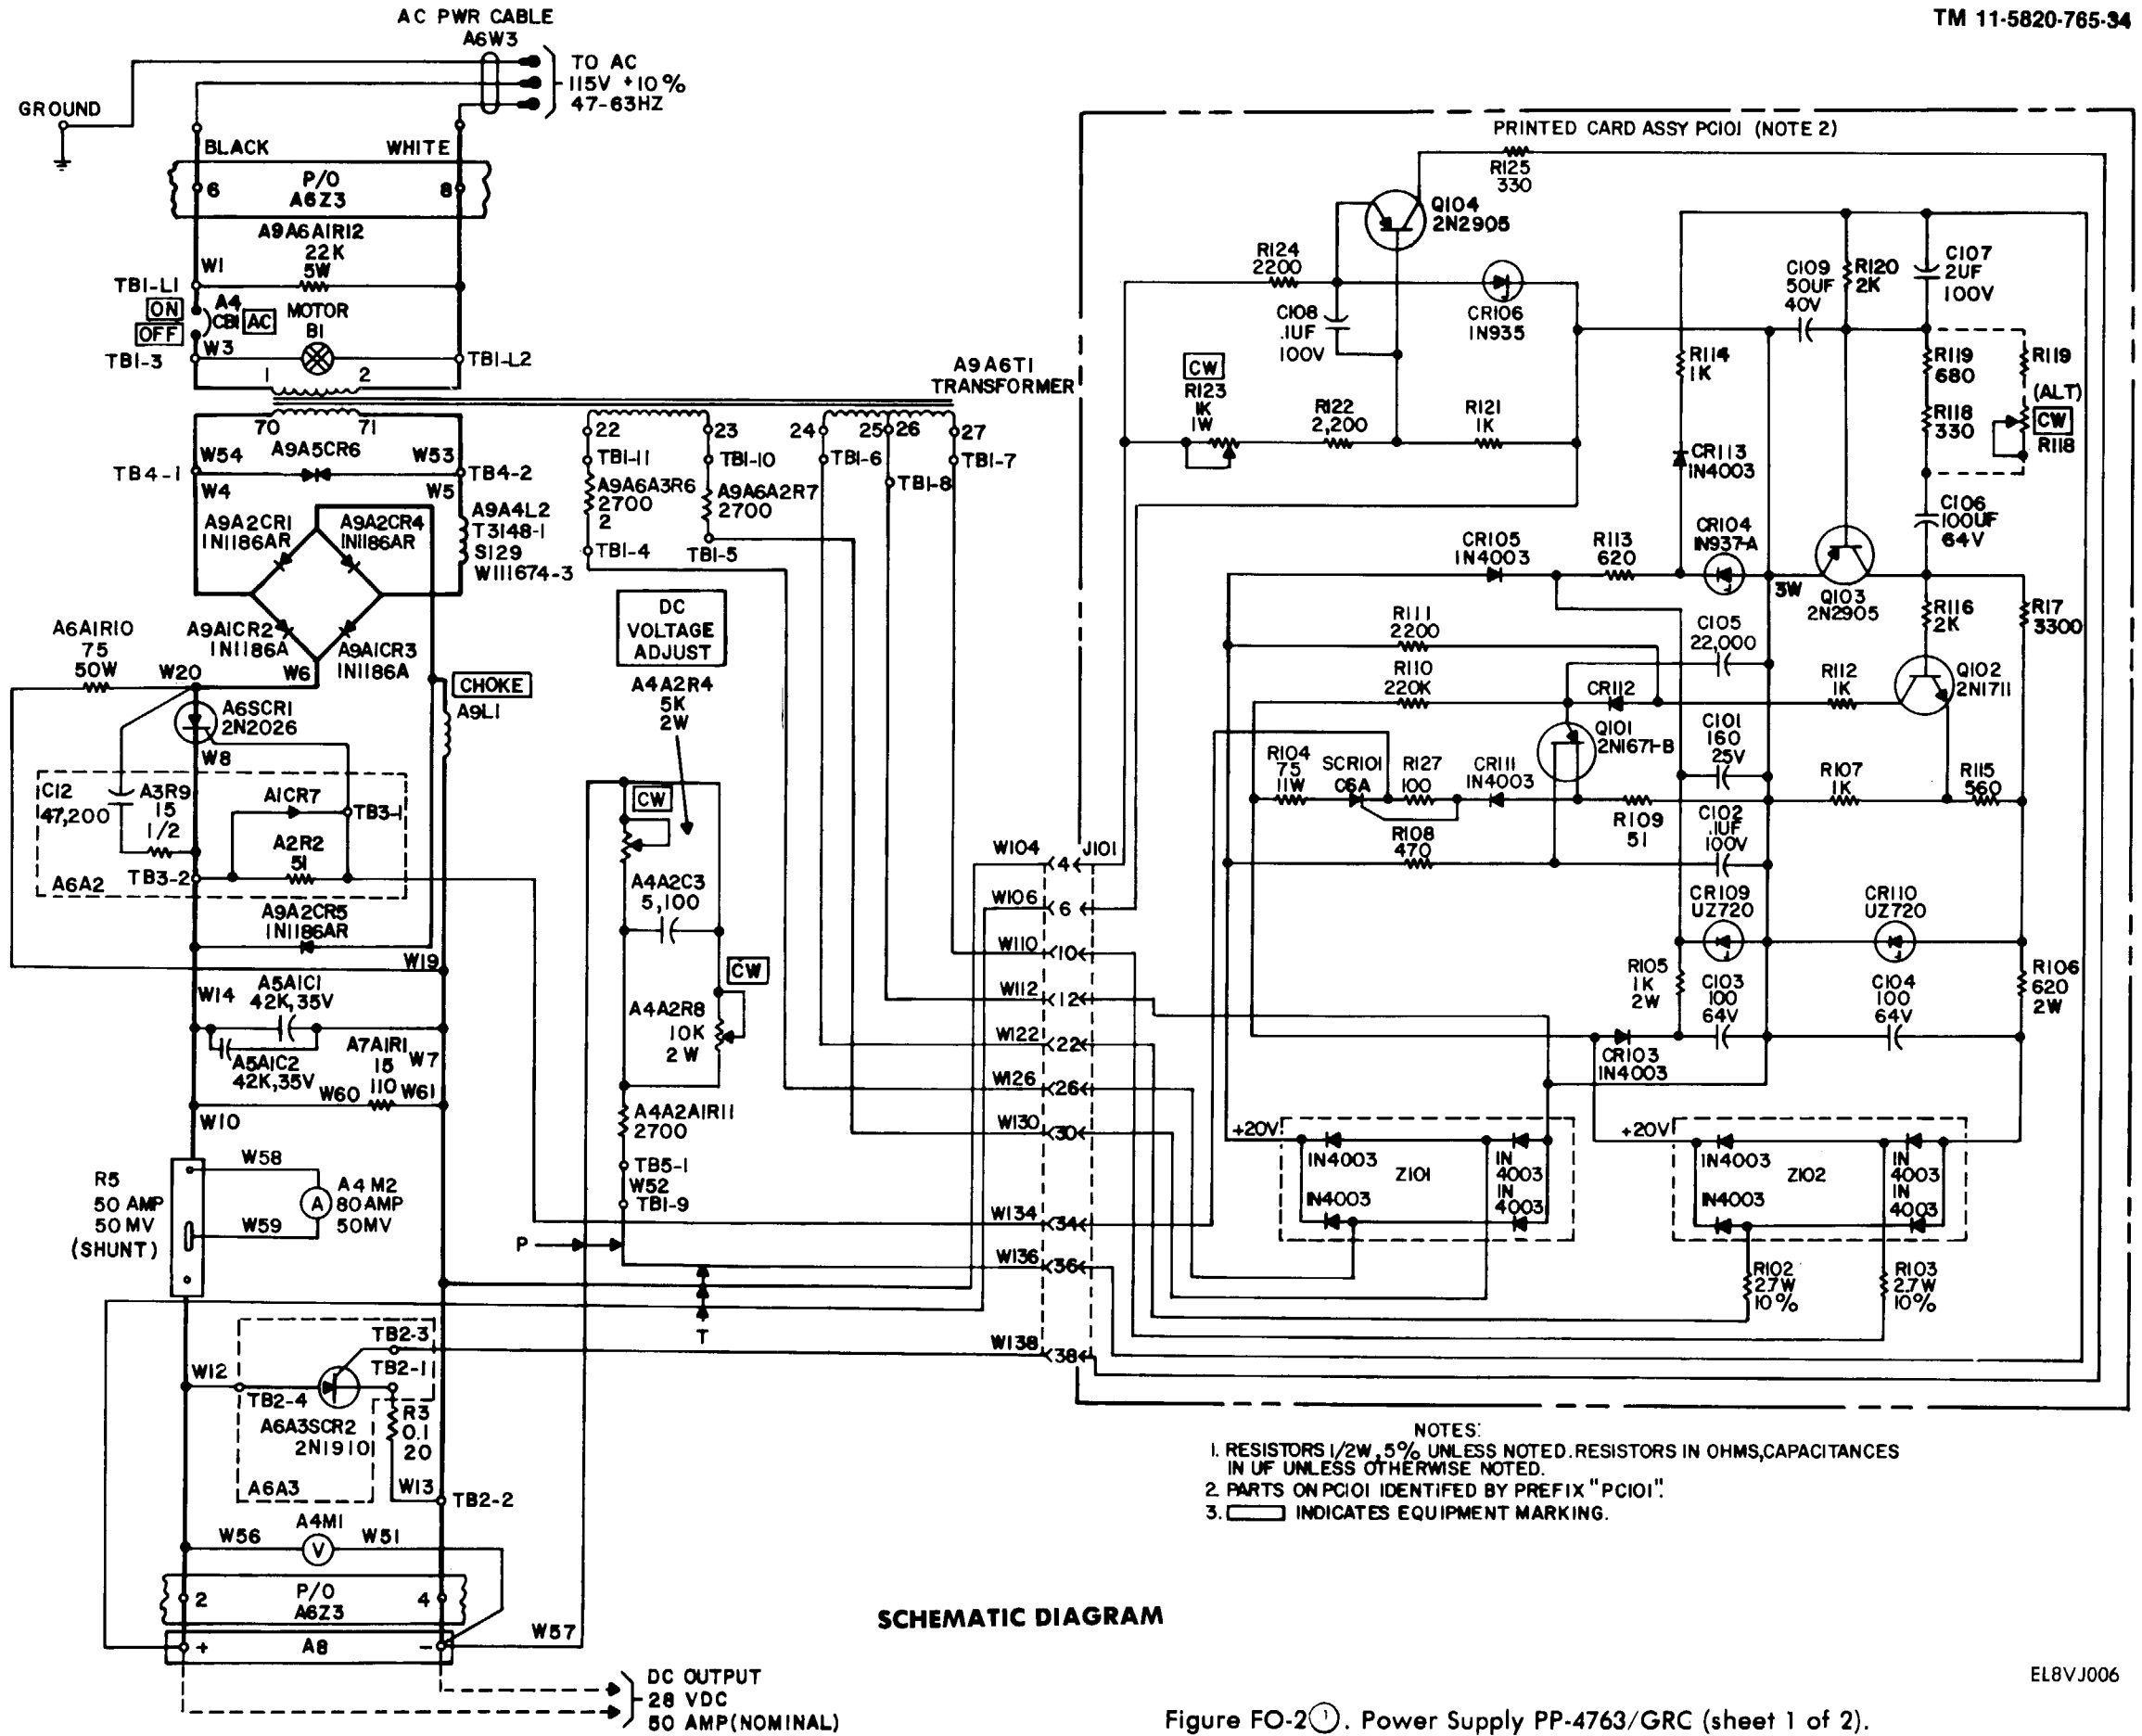 TM 11-5820-765-34
AC PWR CABLE
A6W3
TO AC
115V +10%
47-63HZ
GROUND
BLACK
WHITE
P/O
A6Z3
6
8
A9A6A1R12
22K
5W
W1
TB1-L1
ON
OFF
A4
CB1
AC
MOTOR
B1
W3
TB1-3
TB1-L2
1
2
A9A6T1
TRANSFORMER
70
71
W54
A9A5CR6
W53
TB4-1
TB4-2
W4
W5
A9A2CR1
1N1186AR
A9A2CR4
1N1186AR
A9A4L2
T3148-1
S129
W111674-3
A9A1CR2
1N1186A
A9A1CR3
1N1186A
W6
A6A1R10
75
50W
W20
CHOKE
A9L1
A6SCR1
2N2026
W8
C12
47,200
A3R9
15
1/2
A1CR7
TB3-1
A2R2
51
TB3-2
A6A2
A9A2CR5
1N1186AR
W19
W14
A5A1C1
42K,35V
A5A1C2
42K,35V
A7A1R1
15
110
W7
W60
W61
W10
R5
50 AMP
50 MV
(SHUNT)
W58
A
A4 M2
80AMP
50MV
W59
W12
TB2-3
TB2-11
TB2-4
A6A3SCR2
2N1910
R3
0.1
20
A6A3
W13
TB2-2
A4M1
W56
V
W51
2
P/O
A6Z3
4
+
A8
-
W57
DC OUTPUT
28 VDC
50 AMP(NOMINAL)
22
23
24
25
26
27
TB1-11
TB1-10
TB1-6
TB1-8
TB1-7
A9A6A3R6
2700
2
A9A6A2R7
2700
TB1-4
TB1-5
DC
VOLTAGE
ADJUST
A4A2R4
5K
2W
CW
A4A2C3
5,100
CW
A4A2R8
10K
2W
A4A2A1R11
2700
TB5-1
W52
TB1-9
P
T
W104
4
J101
W106
6
W110
10
W112
12
W122
22
W126
26
W130
30
W134
34
W136
36
W138
38
PRINTED CARD ASSY PC101 (NOTE 2)
R125
330
Q104
2N2905
R124
2200
C108
.1UF
100V
CR106
1N935
CW
R123
1K
1W
R122
2,200
R121
1K
C109
50UF
40V
R120
2K
C107
2UF
100V
R114
1K
R119
680
R119
(ALT)
R118
330
CW
R118
CR113
1N4003
C106
100UF
64V
CR105
1N4003
R113
620
CR104
1N937-A
3W
Q103
2N2905
R116
2K
R17
3300
R111
2200
C105
22,000
R110
220K
CR112
R112
1K
Q102
2N1711
Q101
2N1671-B
C101
160
25V
R104
75
11W
SCR101
C6A
R127
100
CR111
1N4003
R107
1K
R115
560
R109
51
C102
.1UF
100V
R108
470
CR109
UZ720
CR110
UZ720
R105
1K
2W
C103
100
64V
C104
100
64V
R106
620
2W
CR103
1N4003
+20V
1N4003
Z101
1N
4003
1N4003
1N
4003
+20V
1N4003
Z102
1N
4003
1N4003
1N
4003
R102
2.7W
10%
R103
2.7W
10%
NOTES:
1. RESISTORS 1/2W, 5% UNLESS NOTED. RESISTORS IN OHMS, CAPACITANCES
IN UF UNLESS OTHERWISE NOTED.
2. PARTS ON PC101 IDENTIFED BY PREFIX "PC101".
3. INDICATES EQUIPMENT MARKING.
SCHEMATIC DIAGRAM
EL8VJ006
Figure FO-2①. Power Supply PP-4763/GRC (sheet 1 of 2).